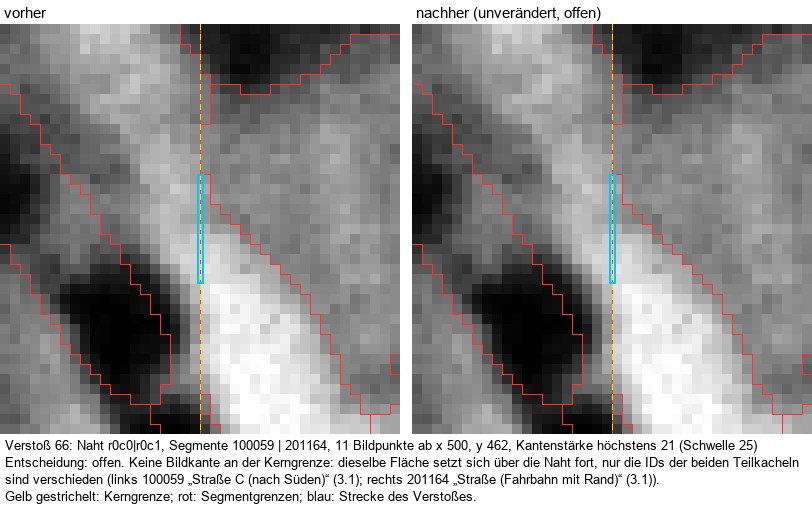 vorher
nachher (unverändert, offen)
Verstoß 66: Naht r0c0|r0c1, Segmente 100059 | 201164, 11 Bildpunkte ab x 500, y 462, Kantenstärke höchstens 21 (Schwelle 25)
Entscheidung: offen. Keine Bildkante an der Kerngrenze: dieselbe Fläche setzt sich über die Naht fort, nur die IDs der beiden Teilkacheln
sind verschieden (links 100059 „Straße C (nach Süden)“ (3.1); rechts 201164 „Straße (Fahrbahn mit Rand)“ (3.1)).
Gelb gestrichelt: Kerngrenze; rot: Segmentgrenzen; blau: Strecke des Verstoßes.